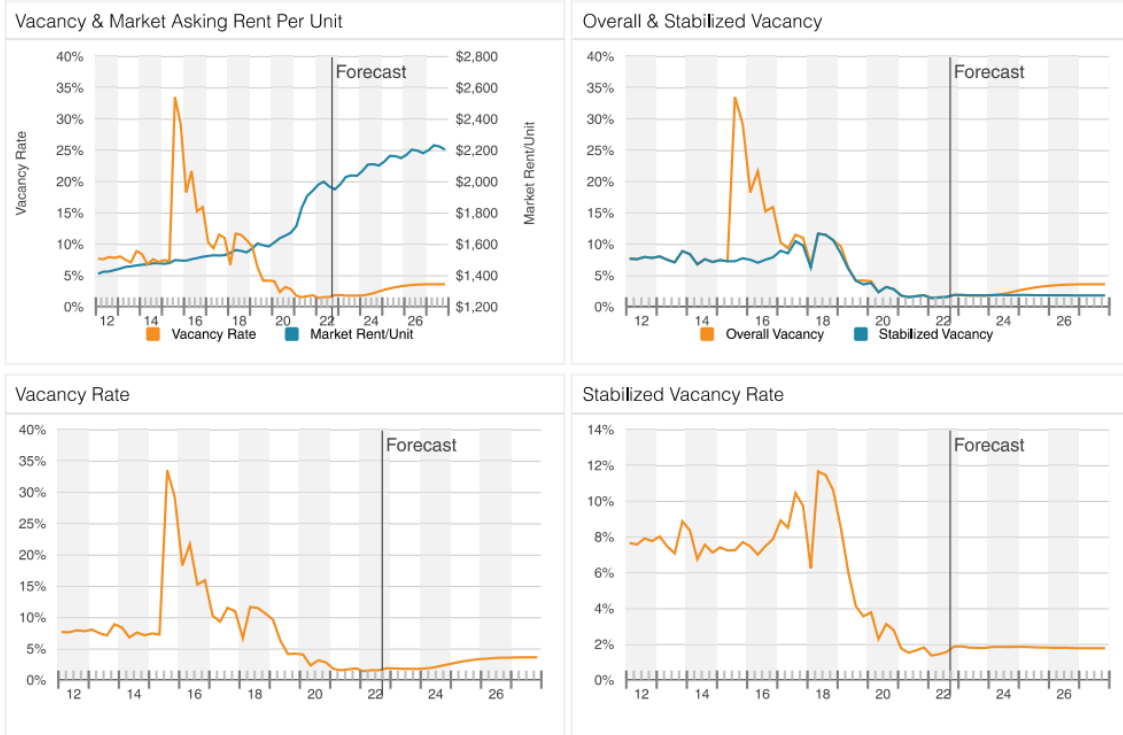 Vacancy & Market Asking Rent Per Unit
40%
35%
30%
25%
20%
15%
10%
5%
0%
Vacancy Rate
$2,800
$2,600
$2,400
$2,200
$2,000
$1,800
$1,600
$1,400
$1,200
Market Rent/Unit
Forecast
12 14 16 18 20 22 24 26
Vacancy Rate Market Rent/Unit
Overall & Stabilized Vacancy
40%
35%
30%
25%
20%
15%
10%
5%
0%
Forecast
12 14 16 18 20 22 24 26
Overall Vacancy Stabilized Vacancy
Vacancy Rate
40%
35%
30%
25%
20%
15%
10%
5%
0%
Forecast
12 14 16 18 20 22 24 26
Stabilized Vacancy Rate
14%
12%
10%
8%
6%
4%
2%
0%
Forecast
12 14 16 18 20 22 24 26